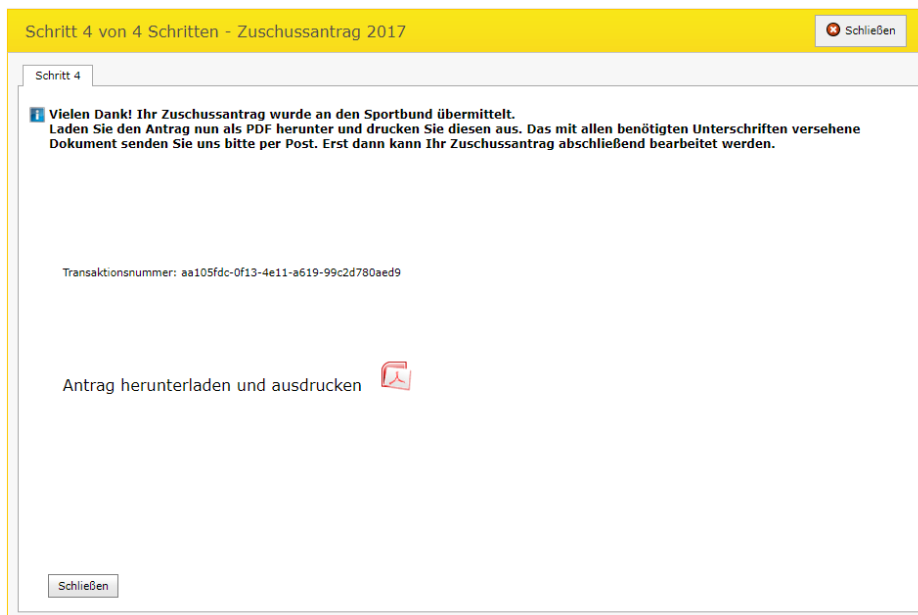 Schritt 4 von 4 Schritten - Zuschussantrag 2017
Schließen
Schritt 4
Vielen Dank! Ihr Zuschussantrag wurde an den Sportbund übermittelt.
Laden Sie den Antrag nun als PDF herunter und drucken Sie diesen aus. Das mit allen benötigten Unterschriften versehene
Dokument senden Sie uns bitte per Post. Erst dann kann Ihr Zuschussantrag abschließend bearbeitet werden.
Transaktionsnummer: aa105fdc-0f13-4e11-a619-99c2d780aed9
Antrag herunterladen und ausdrucken
Schließen